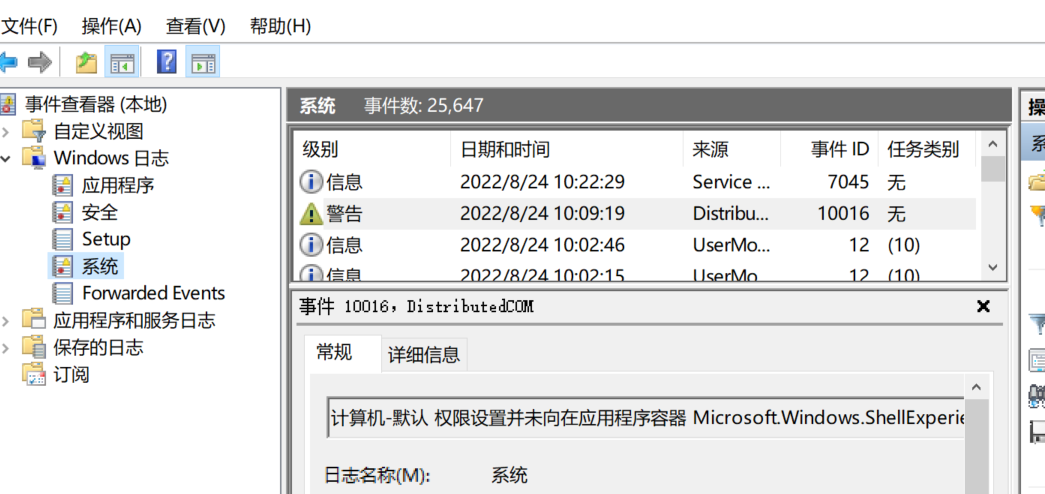 文件(F) 操作(A) 查看(V) 帮助(H)
事件查看器 (本地)
自定义视图
Windows 日志
应用程序
安全
Setup
系统
Forwarded Events
应用程序和服务日志
保存的日志
订阅
系统 事件数: 25,647
级别 日期和时间 来源 事件 ID 任务类别
信息 2022/8/24 10:22:29 Service ... 7045 无
警告 2022/8/24 10:09:19 Distribu... 10016 无
信息 2022/8/24 10:02:46 UserMo... 12 (10)
信息 2022/8/24 10:02:15 UserMo... 12 (10)
事件 10016，DistributedCOM
常规 详细信息
计算机-默认 权限设置并未向在应用程序容器 Microsoft.Windows.ShellExperie
日志名称(M): 系统
操
系